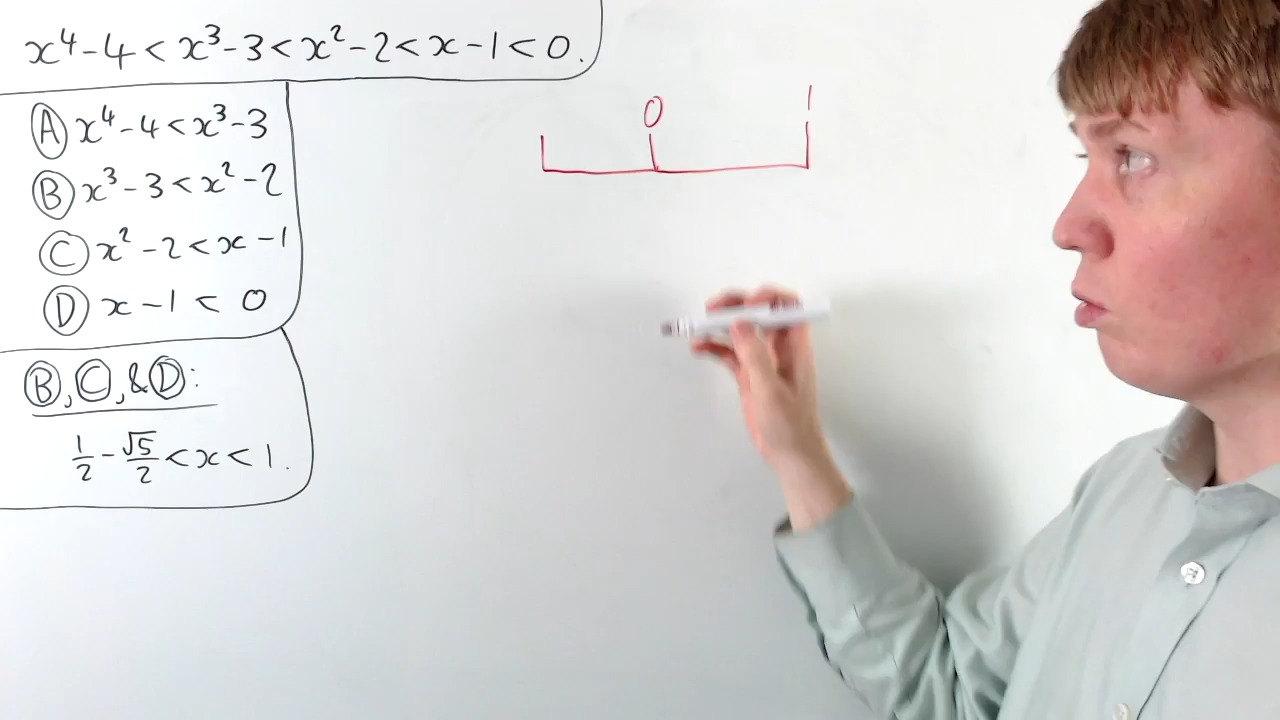 x⁴-4<x³-3<x²-2<x-1<0.
Ⓐ x⁴-4<x³-3
Ⓑ x³-3<x²-2
Ⓒ x²-2<x-1
Ⓓ x-1<0
Ⓑ,Ⓒ,&Ⓓ:
1/2-√5/2<x<1.
0 1